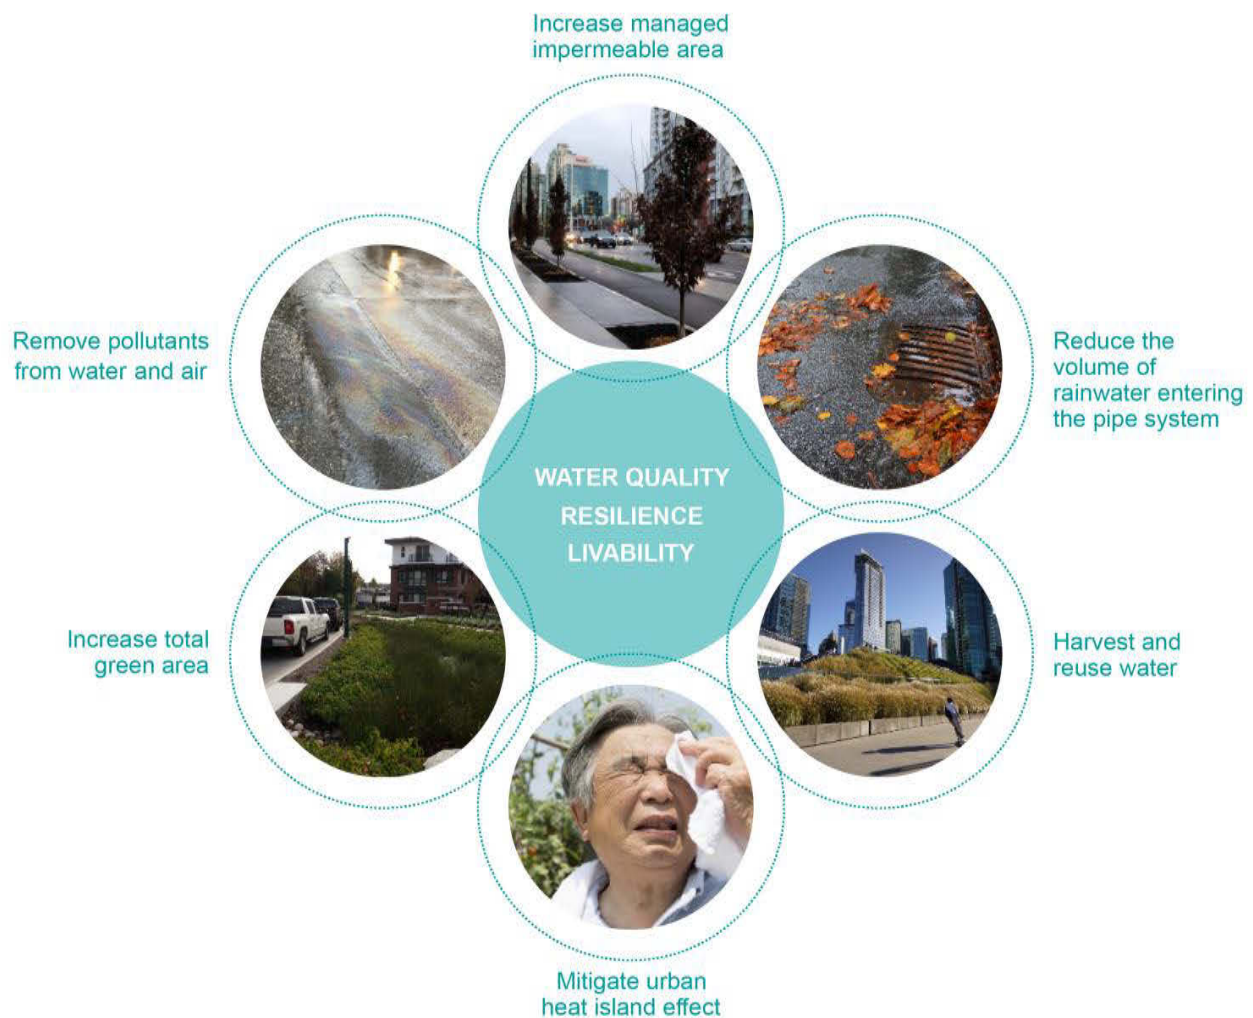 Increase managed
impermeable area
Remove pollutants
from water and air
Reduce the
volume of
rainwater entering
the pipe system
WATER QUALITY
RESILIENCE
LIVABILITY
Increase total
green area
Harvest and
reuse water
Mitigate urban
heat island effect